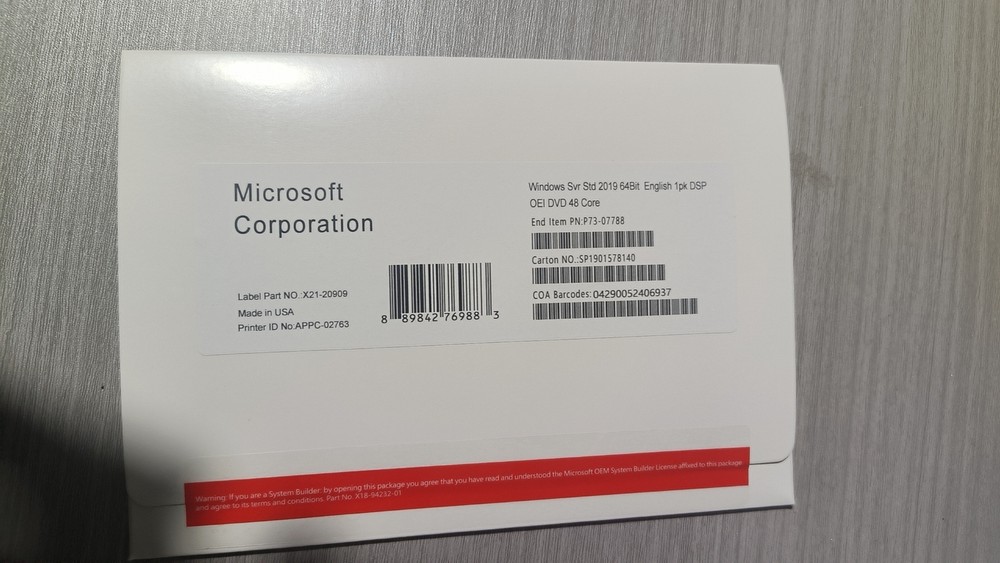 Microsoft
Corporation
Label Part NO.:X21-20909
Made in USA
Printer ID No:APPC-02763
8 89842 76988 3
Windows Svr Std 2019 64Bit English 1pk DSP
OEI DVD 48 Core
End Item PN:P73-07788
Carton NO.:SP1901578140
COA Barcodes: 04290052406937
Warning: If you are a System Builder: by opening this package you agree that you have read and understood the Microsoft OEM System Builder License affixed to this package
and agree to its terms and conditions. Part No. X18-94232-01